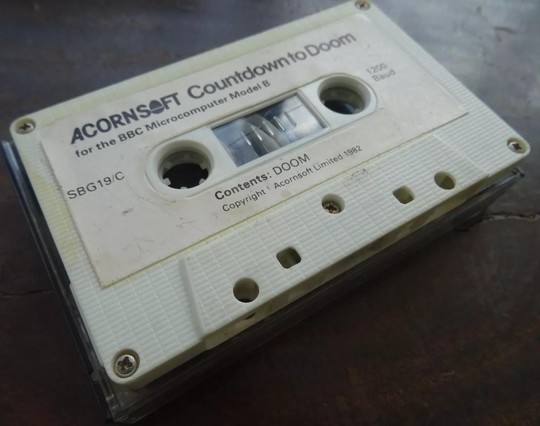 ACORNSOFT Countdown to Doom
for the BBC Microcomputer Model B
1200
Baud
SBG19/C
Contents: DOOM
Copyright Acornsoft Limited 1982